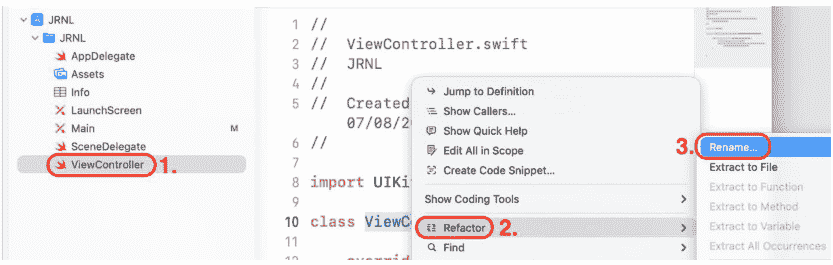 JRNL
JRNL
AppDelegate
Assets
Info
LaunchScreen
Main M
SceneDelegate
ViewController 1.
1 //
2 // ViewController.swift
3 // JRNL
4 //
5 // Created
07/08/2
6 //
7
8 import UIKi
9
10 class ViewC
11
12
Jump to Definition
Show Callers...
Show Quick Help
Edit All in Scope
Create Code Snippet...
Show Coding Tools
Refactor 2.
Find
3. Rename...
Extract to File
Extract to Function
Extract to Method
Extract to Variable
Extract All Occurrences